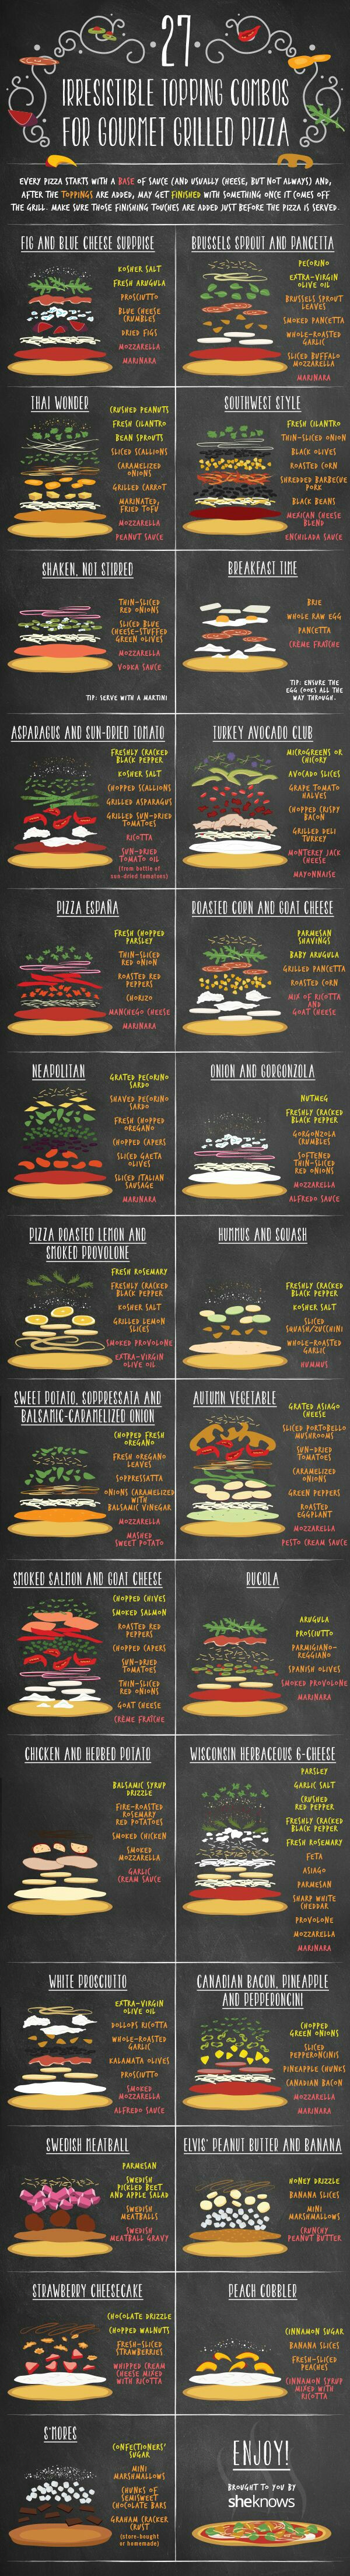 27
IRRESISTIBLE TOPPING COMBOS
FOR GOURMET GRILLED PIZZA
EVERY PIZZA STARTS WITH A BASE OF SAUCE (AND USUALLY CHEESE, BUT NOT ALWAYS) AND,
AFTER THE TOPPINGS ARE ADDED, MAY GET FINISHED WITH SOMETHING ONCE IT COMES OFF
THE GRILL. MAKE SURE THOSE FINISHING TOUCHES ARE ADDED JUST BEFORE THE PIZZA IS SERVED.
FIG AND BLUE CHEESE SURPRISE
KOSHER SALT
FRESH ARUGULA
PROSCIUTTO
BLUE CHEESE
CRUMBLES
DRIED FIGS
MOZZARELLA
MARINARA
BRUSSELS SPROUT AND PANCETTA
PECORINO
EXTRA-VIRGIN
OLIVE OIL
BRUSSELS SPROUT
LEAVES
SMOKED PANCETTA
WHOLE-ROASTED
GARLIC
SLICED BUFFALO
MOZZARELLA
MARINARA
THAI WONDER
CRUSHED PEANUTS
FRESH CILANTRO
BEAN SPROUTS
SLICED SCALLIONS
CARAMELIZED
ONIONS
GRILLED CARROT
MARINATED,
FRIED TOFU
MOZZARELLA
PEANUT SAUCE
SOUTHWEST STYLE
FRESH CILANTRO
THIN-SLICED ONION
BLACK OLIVES
ROASTED CORN
SHREDDED BARBECUE
PORK
BLACK BEANS
MEXICAN CHEESE
BLEND
ENCHILADA SAUCE
SHAKEN, NOT STIRRED
THIN-SLICED
RED ONIONS
SLICED BLUE
CHEESE-STUFFED
GREEN OLIVES
MOZZARELLA
VODKA SAUCE
TIP: SERVE WITH A MARTINI
BREAKFAST TIME
BRIE
WHOLE RAW EGG
PANCETTA
CRÈME FRAÎCHE
TIP: ENSURE THE
EGG COOKS ALL THE
WAY THROUGH.
ASPARAGUS AND SUN-DRIED TOMATO
FRESHLY CRACKED
BLACK PEPPER
KOSHER SALT
CHOPPED SCALLIONS
GRILLED ASPARAGUS
GRILLED SUN-DRIED
TOMATOES
RICOTTA
SUN-DRIED
TOMATO OIL
(from bottle of
sun-dried tomatoes)
TURKEY AVOCADO CLUB
MICROGREENS OR
CHICORY
AVOCADO SLICES
GRAPE TOMATO
HALVES
CHOPPED CRISPY
BACON
GRILLED DELI
TURKEY
MONTEREY JACK
CHEESE
MAYONNAISE
PIZZA ESPAÑA
FRESH CHOPPED
PARSLEY
THIN-SLICED
RED ONION
ROASTED RED
PEPPERS
CHORIZO
MANCHEGO CHEESE
MARINARA
ROASTED CORN AND GOAT CHEESE
PARMESAN
SHAVINGS
BABY ARUGULA
GRILLED PANCETTA
ROASTED CORN
MIX OF RICOTTA
AND
GOAT CHEESE
NEAPOLITAN
GRATED PECORINO
SARDO
SHAVED PECORINO
SARDO
FRESH CHOPPED
OREGANO
CHOPPED CAPERS
SLICED GAETA
OLIVES
SLICED ITALIAN
SAUSAGE
MARINARA
ONION AND GORGONZOLA
NUTMEG
FRESHLY CRACKED
BLACK PEPPER
GORGONZOLA
CRUMBLES
SOFTENED
THIN-SLICED
RED ONIONS
MOZZARELLA
ALFREDO SAUCE
PIZZA ROASTED LEMON AND
SMOKED PROVOLONE
FRESH ROSEMARY
FRESHLY CRACKED
BLACK PEPPER
KOSHER SALT
GRILLED LEMON
SLICES
SMOKED PROVOLONE
EXTRA-VIRGIN
OLIVE OIL
HUMMUS AND SQUASH
FRESHLY CRACKED
BLACK PEPPER
KOSHER SALT
SLICED
SQUASH/ZUCCHINI
WHOLE-ROASTED
GARLIC
HUMMUS
SWEET POTATO, SOPPRESSATA AND
BALSAMIC-CARAMELIZED ONION
CHOPPED FRESH
OREGANO
FRESH OREGANO
LEAVES
SOPPRESSATTA
ONIONS CARAMELIZED
WITH
BALSAMIC VINEGAR
MOZZARELLA
MASHED
SWEET POTATO
AUTUMN VEGETABLE
GRATED ASIAGO
CHEESE
SLICED PORTOBELLO
MUSHROOMS
SUN-DRIED
TOMATOES
CARAMELIZED
ONIONS
GREEN PEPPERS
ROASTED
EGGPLANT
MOZZARELLA
PESTO CREAM SAUCE
SMOKED SALMON AND GOAT CHEESE
CHOPPED CHIVES
SMOKED SALMON
ROASTED RED
PEPPERS
CHOPPED CAPERS
SUN-DRIED
TOMATOES
THIN-SLICED
RED ONIONS
GOAT CHEESE
CRÈME FRAÎCHE
RUCOLA
ARUGULA
PROSCIUTTO
PARMIGIANO-
REGGIANO
SPANISH OLIVES
SMOKED PROVOLONE
MARINARA
CHICKEN AND HERBED POTATO
BALSAMIC SYRUP
DRIZZLE
FIRE-ROASTED
ROSEMARY
RED POTATOES
SMOKED CHICKEN
SMOKED
MOZZARELLA
GARLIC
CREAM SAUCE
WISCONSIN HERBACEOUS 6-CHEESE
PARSLEY
GARLIC SALT
CRUSHED
RED PEPPER
FRESHLY CRACKED
BLACK PEPPER
FRESH ROSEMARY
FETA
ASIAGO
PARMESAN
SHARP WHITE
CHEDDAR
PROVOLONE
MOZZARELLA
MARINARA
WHITE PROSCIUTTO
EXTRA-VIRGIN
OLIVE OIL
DOLLOPS RICOTTA
WHOLE-ROASTED
GARLIC
KALAMATA OLIVES
PROSCIUTTO
SMOKED
MOZZARELLA
ALFREDO SAUCE
CANADIAN BACON, PINEAPPLE
AND PEPPERONCINI
CHOPPED
GREEN ONIONS
SLICED
PEPPERONCINIS
PINEAPPLE CHUNKS
CANADIAN BACON
MOZZARELLA
MARINARA
SWEDISH MEATBALL
PARMESAN
SWEDISH
PICKLED BEET
AND APPLE SALAD
SWEDISH
MEATBALLS
SWEDISH
MEATBALL GRAVY
ELVIS' PEANUT BUTTER AND BANANA
HONEY DRIZZLE
BANANA SLICES
MINI
MARSHMALLOWS
CRUNCHY
PEANUT BUTTER
STRAWBERRY CHEESECAKE
CHOCOLATE DRIZZLE
CHOPPED WALNUTS
FRESH-SLICED
STRAWBERRIES
WHIPPED CREAM
CHEESE MIXED
WITH RICOTTA
PEACH COBBLER
CINNAMON SUGAR
BANANA SLICES
FRESH-SLICED
PEACHES
CINNAMON SYRUP
MIXED WITH
RICOTTA
S'MORES
CONFECTIONERS'
SUGAR
MINI
MARSHMALLOWS
CHUNKS OF
SEMISWEET
CHOCOLATE BARS
GRAHAM CRACKER
CRUST
(store-bought
or homemade)
ENJOY!
BROUGHT TO YOU BY
sheknows